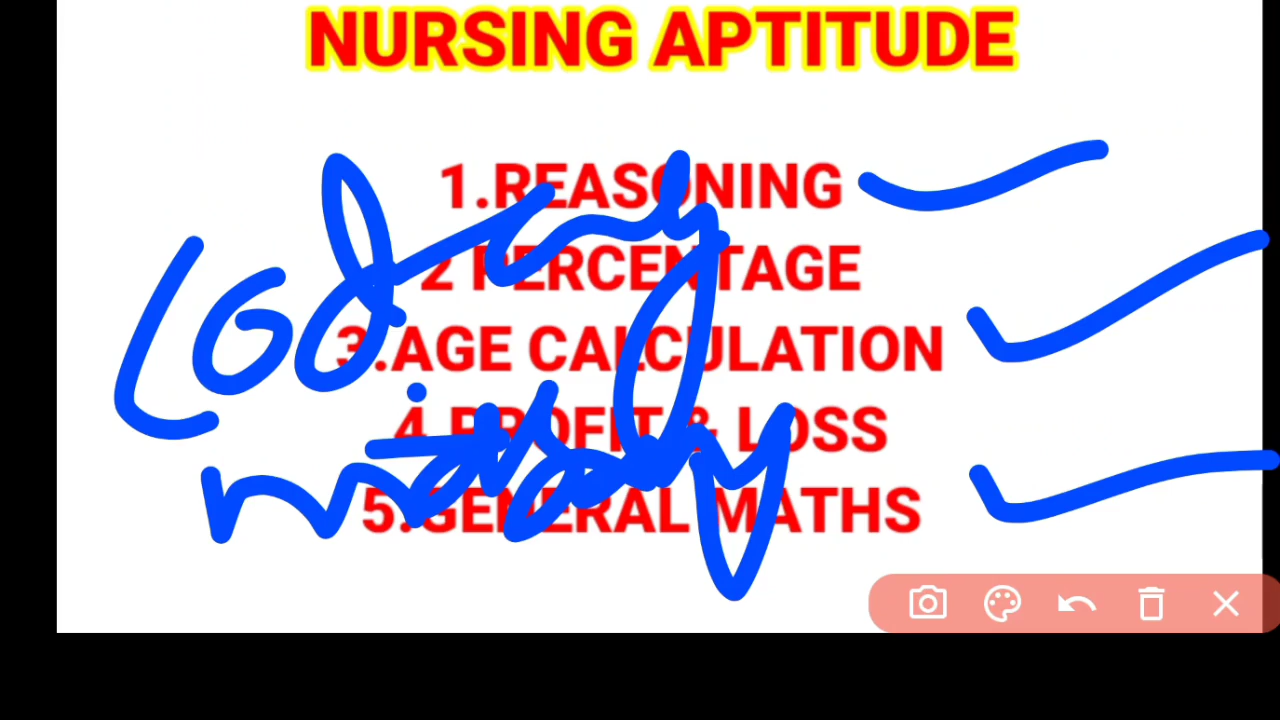 NURSING APTITUDE
1.REASONING
2 PERCENTAGE
3.AGE CALCULATION
4.PROFIT & LOSS
5.GENERAL MATHS